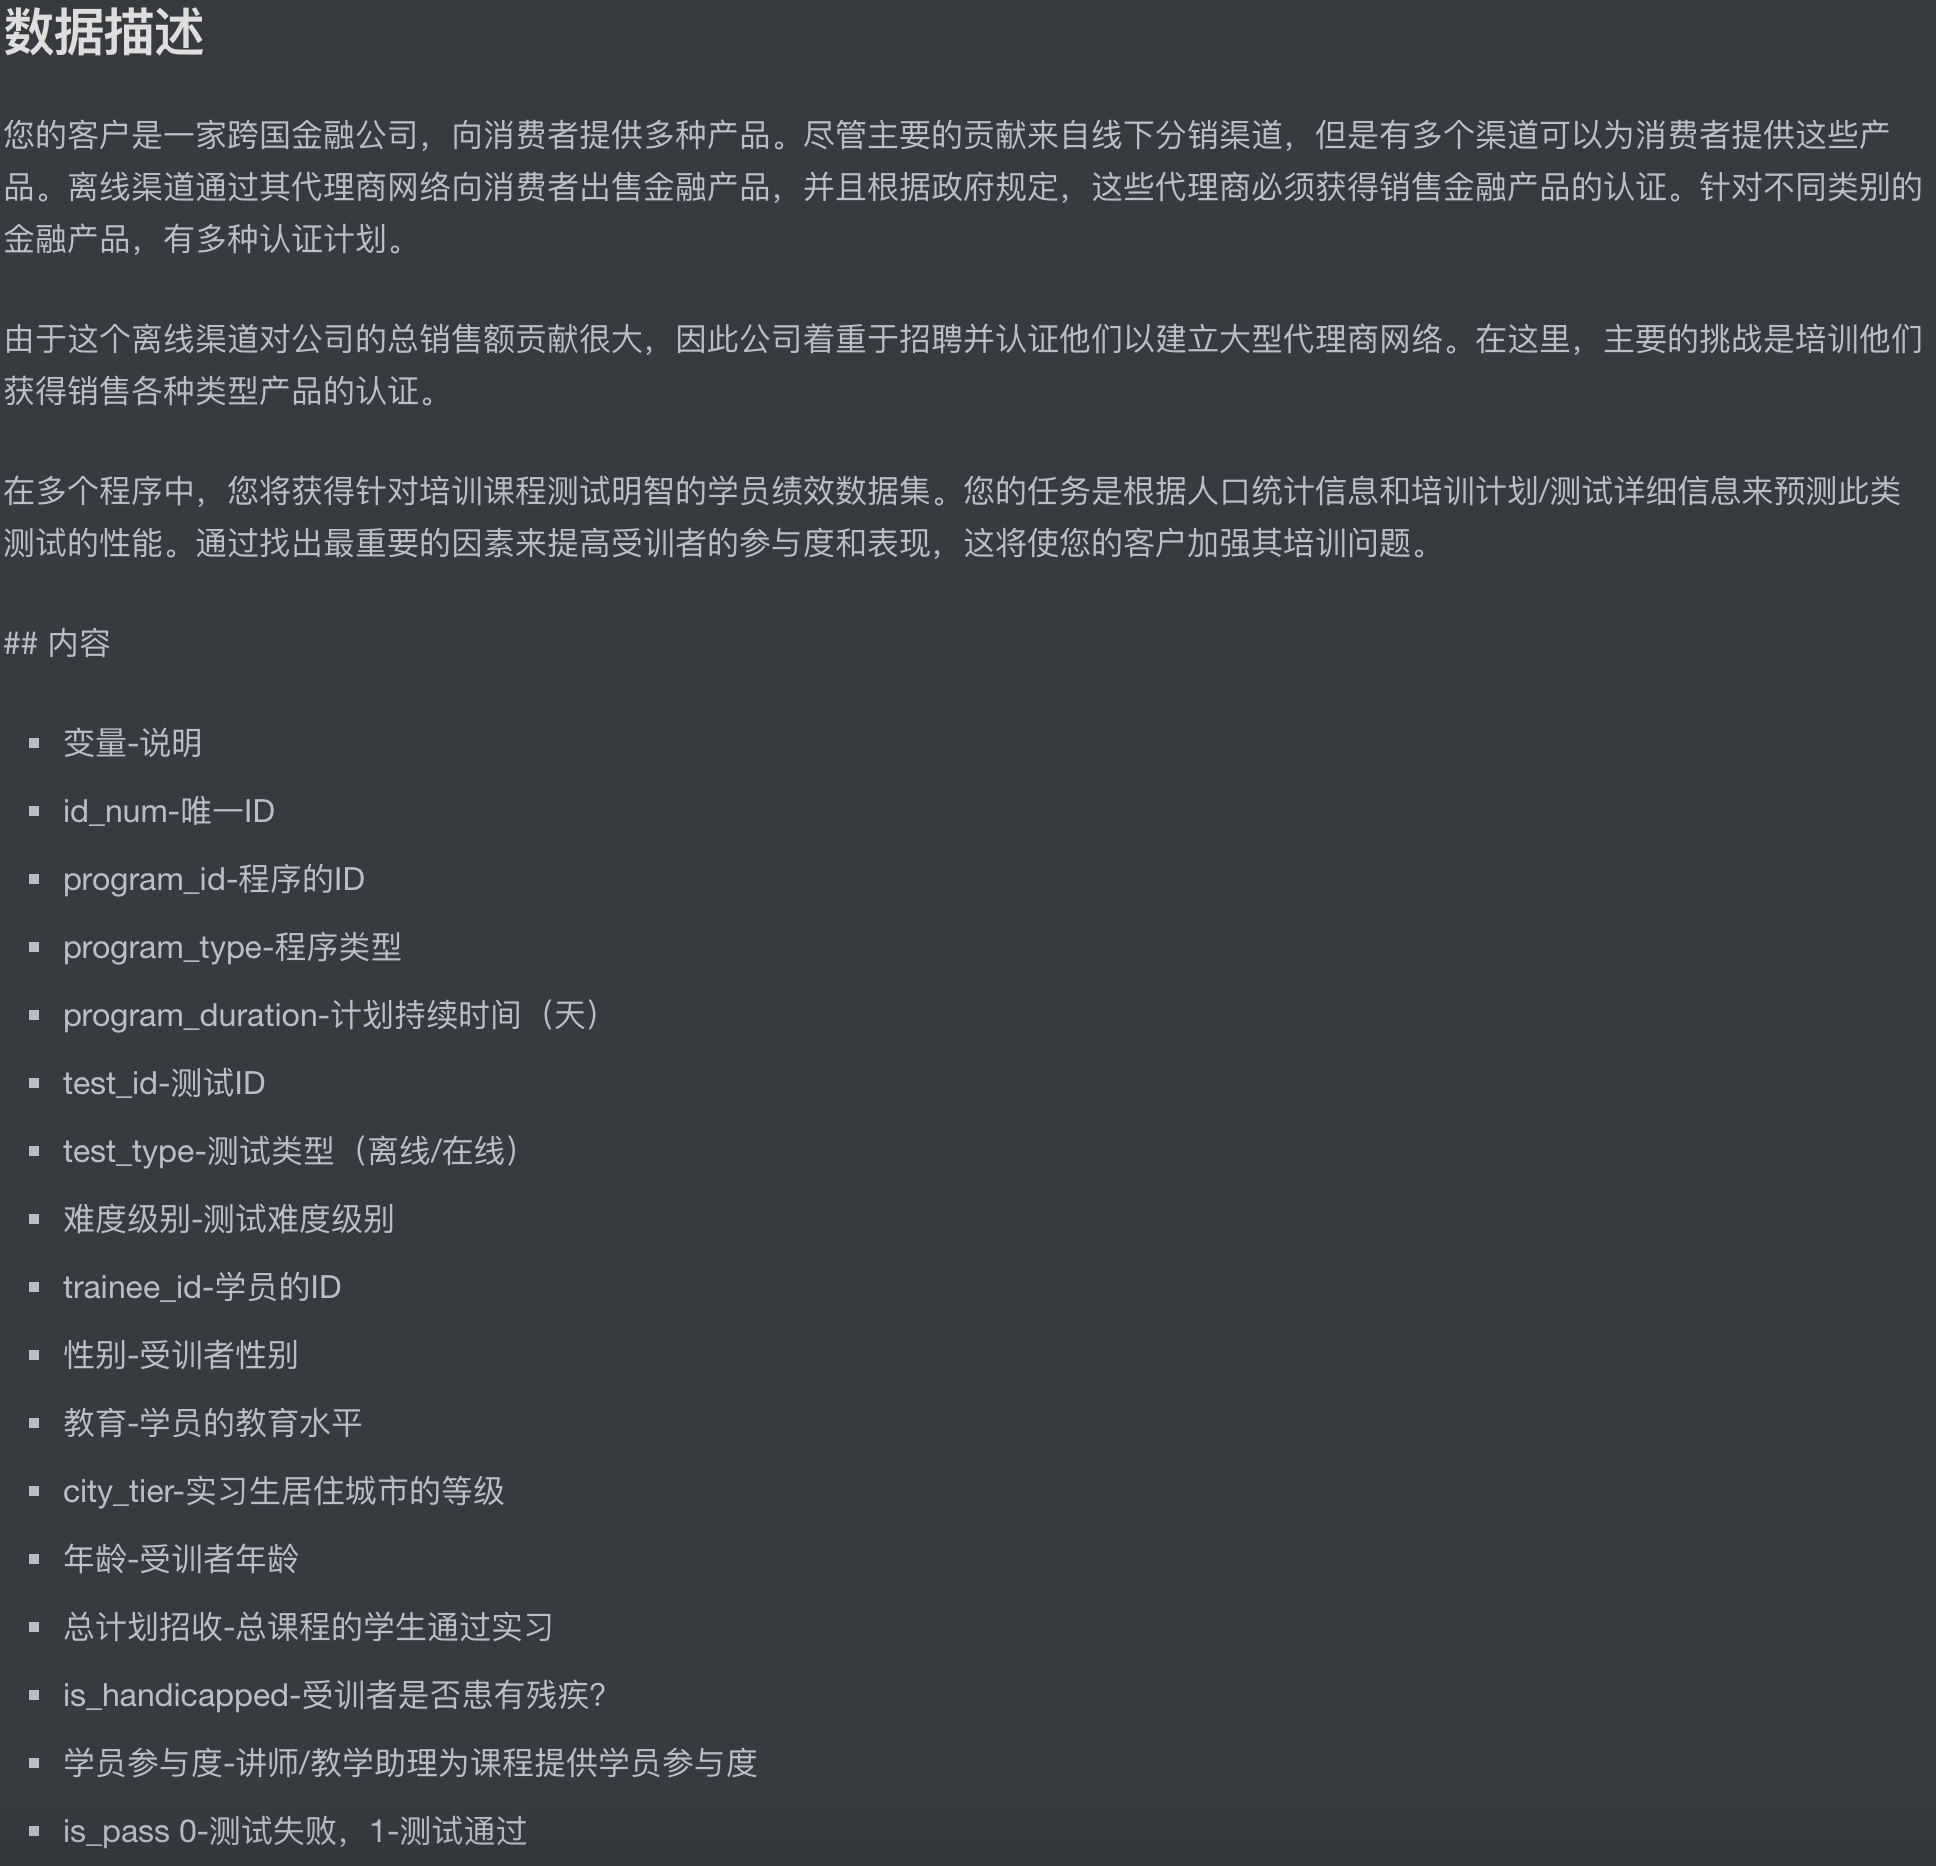 数据描述
您的客户是一家跨国金融公司，向消费者提供多种产品。尽管主要的贡献来自线下分销渠道，但是有多个渠道可以为消费者提供这些产
品。离线渠道通过其代理商网络向消费者出售金融产品，并且根据政府规定，这些代理商必须获得销售金融产品的认证。针对不同类别的
金融产品，有多种认证计划。
由于这个离线渠道对公司的总销售额贡献很大，因此公司着重于招聘并认证他们以建立大型代理商网络。在这里，主要的挑战是培训他们
获得销售各种类型产品的认证。
在多个程序中，您将获得针对培训课程测试明智的学员绩效数据集。您的任务是根据人口统计信息和培训计划/测试详细信息来预测此类
测试的性能。通过找出最重要的因素来提高受训者的参与度和表现，这将使您的客户加强其培训问题。
## 内容
▪ 变量-说明
▪ id_num-唯一ID
▪ program_id-程序的ID
▪ program_type-程序类型
▪ program_duration-计划持续时间（天）
▪ test_id-测试ID
▪ test_type-测试类型（离线/在线）
▪ 难度级别-测试难度级别
▪ trainee_id-学员的ID
▪ 性别-受训者性别
▪ 教育-学员的教育水平
▪ city_tier-实习生居住城市的等级
▪ 年龄-受训者年龄
▪ 总计划招收-总课程的学生通过实习
▪ is_handicapped-受训者是否患有残疾？
▪ 学员参与度-讲师/教学助理为课程提供学员参与度
▪ is_pass 0-测试失败，1-测试通过